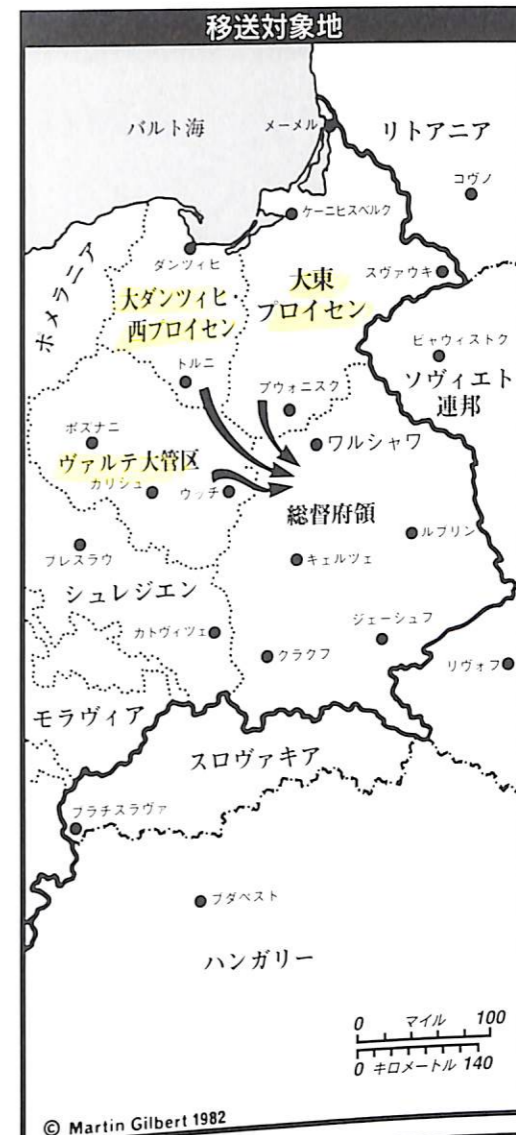 移送対象地
バルト海
メーメル
リトアニア
コヴノ
ケーニヒスベルク
ポメラニア
ダンツィヒ
大ダンツィヒ・
西プロイセン
大東
プロイセン
スヴァウキ
ビャウィストク
ソヴィエト
連邦
トルニ
プウォニスク
ポズナニ
ワルシャワ
ヴァルテ大管区
カリシュ
ウッチ
総督府領
ブレスラウ
ルブリン
キェルツェ
シュレジエン
カトヴィツェ
ジェーシュフ
クラクフ
リヴォフ
モラヴィア
スロヴァキア
ブラチスラヴァ
ブダペスト
ハンガリー
0 マイル 100
0 キロメートル 140
© Martin Gilbert 1982